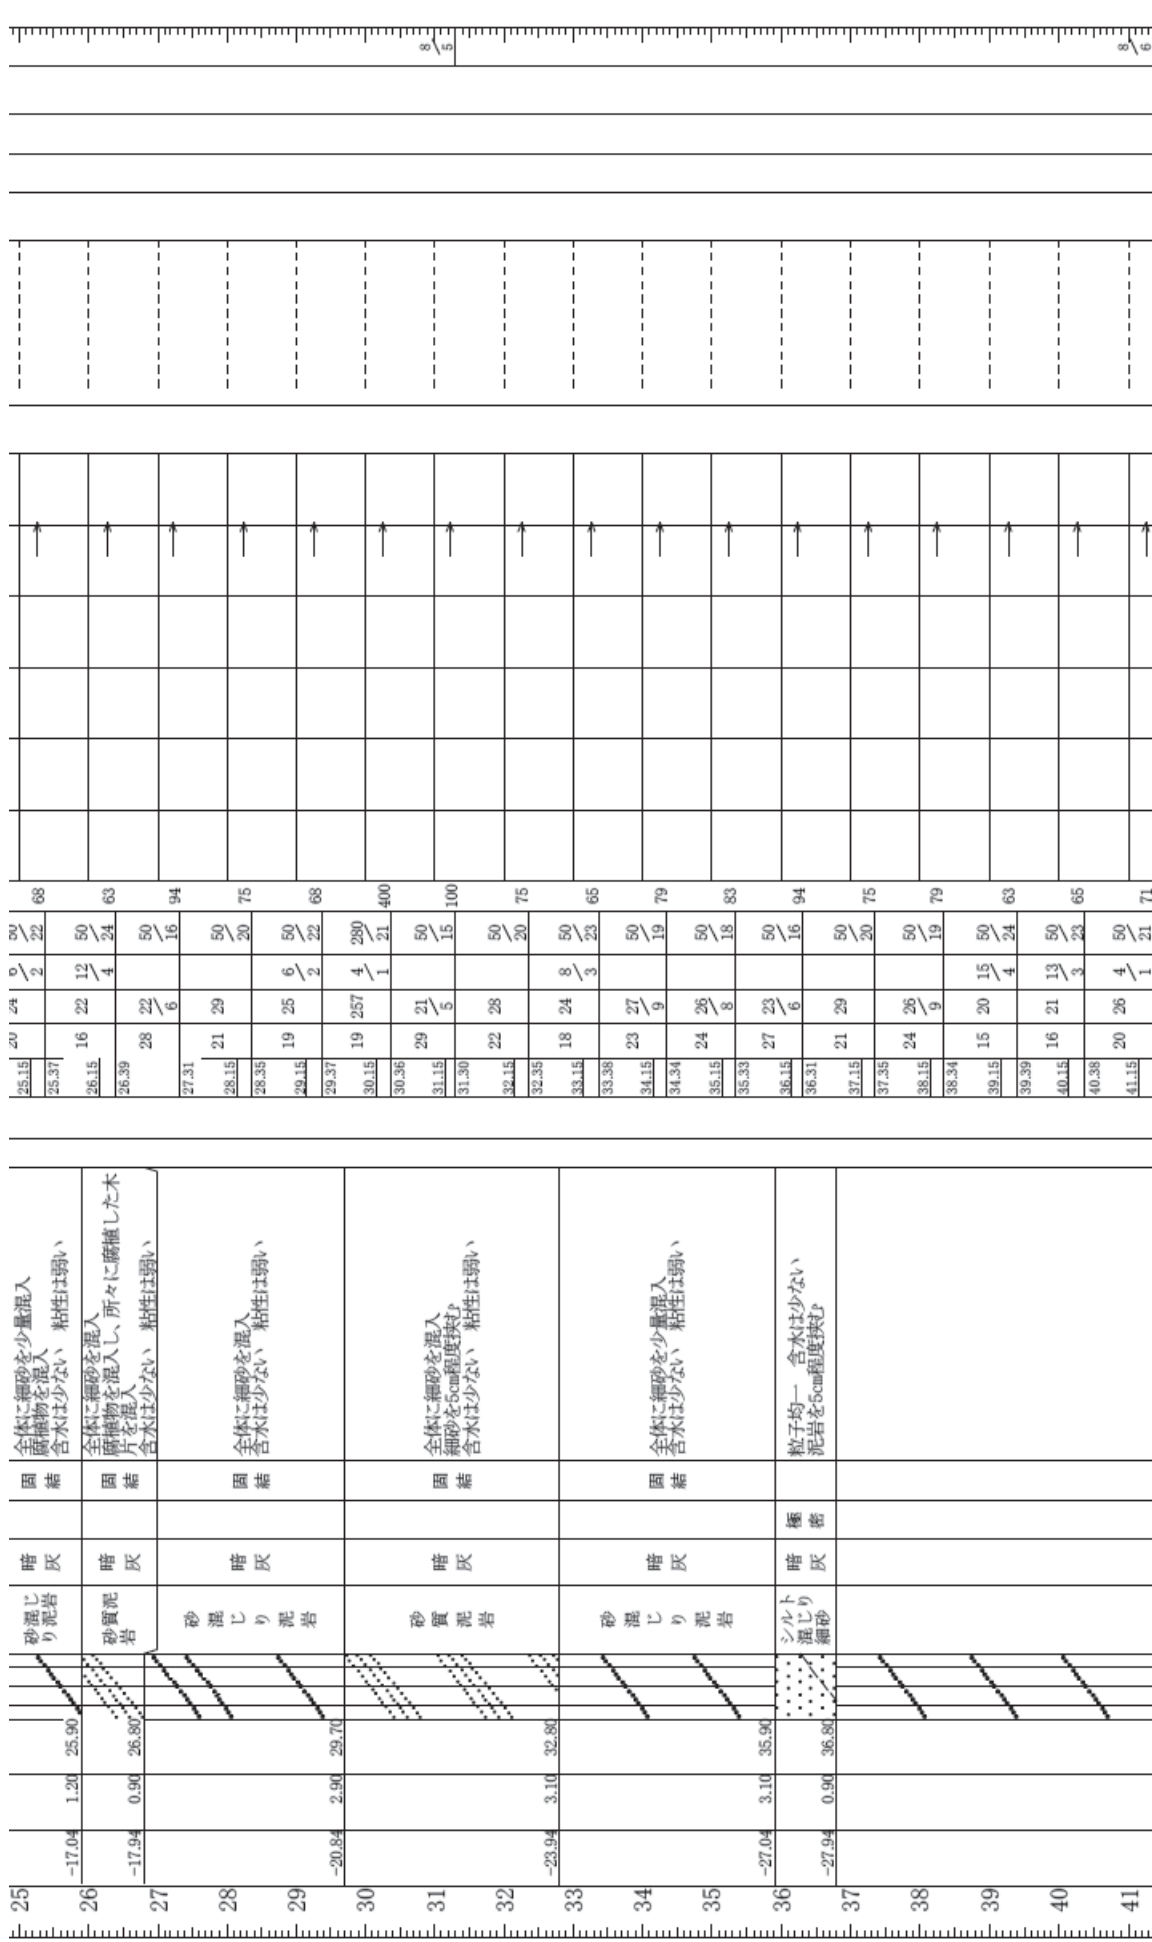 25
26
27
28
29
30
31
32
33
34
35
36
37
38
39
40
41
-17.04 1.20 25.90
砂混じ
り泥岩
暗灰
固結
全体に細砂を少量混入
腐植物を混入
含水は少ない　粘性は弱い
-17.94 0.90 26.80
砂質泥
岩
暗灰
固結
全体に細砂を混入
腐植物を混入し、所々に腐植した木
片を混入
含水は少ない　粘性は弱い
-20.84 2.90 29.70
砂混じり泥岩
暗灰
固結
全体に細砂を混入
含水は少ない　粘性は弱い
-23.94 3.10 32.80
砂質泥岩
暗灰
固結
全体に細砂を混入
細砂を5cm程度挟む
含水は少ない　粘性は弱い
-27.04 3.10 35.90
砂混じり泥岩
暗灰
固結
全体に細砂を少量混入
含水は少ない　粘性は弱い
-27.94 0.90 36.80
シルト
混じり
細砂
暗灰
極密
粒子均一　含水は少ない
泥岩を5cm程度挟む
25.15 20 24 6/2 50/22 68
25.37
26.15 16 22 12/4 50/24 63
26.39
28 22/6 50/16 94
27.31
28.15 21 29 50/20 75
28.35
29.15 19 25 6/2 50/22 68
29.37
30.15 19 257 4/1 280/21 400
30.36
31.15 29 21/5 50/15 100
31.30
32.15 22 28 50/20 75
32.35
33.15 18 24 8/3 50/23 65
33.38
34.15 23 27/9 50/19 79
34.34
35.15 24 26/8 50/18 83
35.33
36.15 27 23/6 50/16 94
36.31
37.15 21 29 50/20 75
37.35
38.15 24 26/9 50/19 79
38.34
39.15 15 20 15/4 50/24 63
39.39
40.15 16 21 13/3 50/23 65
40.38
41.15 20 26 4/1 50/21 71
8/5
8/6